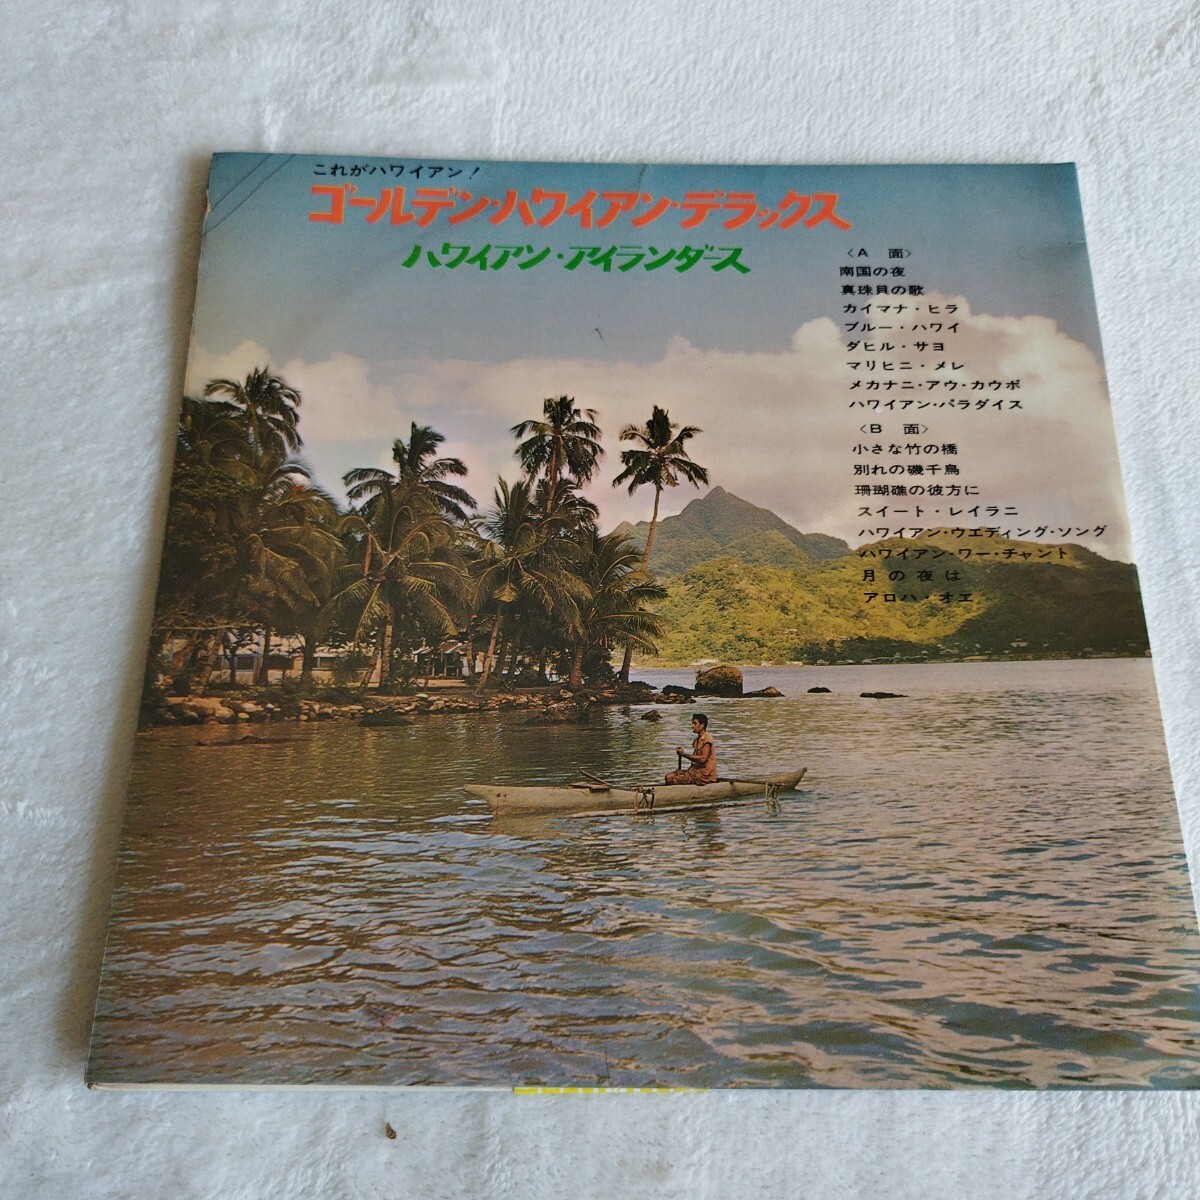 これがハワイアン!
ゴールデン・ハワイアン・デラックス
ハワイアン・アイランダース
〈A 面〉
南国の夜
真珠貝の歌
カイマナ・ヒラ
ブルー・ハワイ
ダヒル・サヨ
マリヒニ・メレ
メカナニ・アウ・カウポ
ハワイアン・パラダイス
〈B 面〉
小さな竹の橋
別れの磯千鳥
珊瑚礁の彼方に
スイート・レイラニ
ハワイアン・ウエディング・ソング
ハワイアン・ワー・チャント
月の夜は
アロハ・オエ